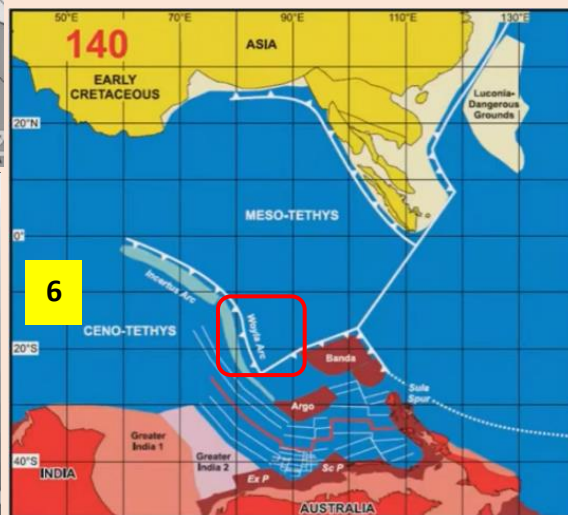 50°E 70°E 90°E 110°E 130°E
140
ASIA
EARLY
CRETACEOUS
Luconia-
Dangerous
Grounds
20°N
MESO-TETHYS
0°
Incertus Arc
6
Woyla Arc
CENO-TETHYS
20°S
Banda
Sula
Spur
Argo
Greater
India 1
Greater
India 2
40°S
INDIA
Ex P
Sc P
AUSTRALIA